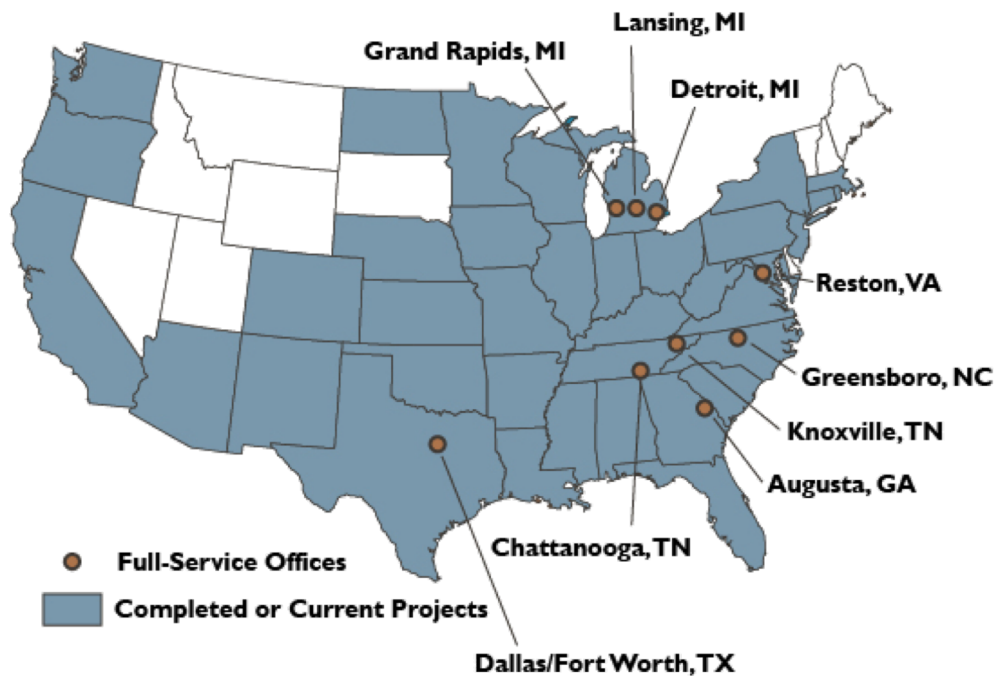 Lansing, MI
Grand Rapids, MI
Detroit, MI
Reston, VA
Greensboro, NC
Knoxville, TN
Augusta, GA
Chattanooga, TN
Full-Service Offices
Completed or Current Projects
Dallas/Fort Worth, TX